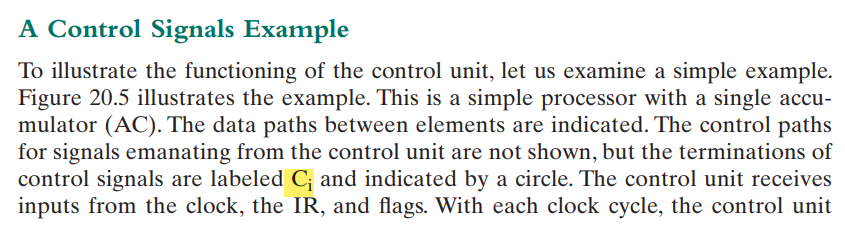 A Control Signals Example
To illustrate the functioning of the control unit, let us examine a simple example.
Figure 20.5 illustrates the example. This is a simple processor with a single accu-
mulator (AC). The data paths between elements are indicated. The control paths
for signals emanating from the control unit are not shown, but the terminations of
control signals are labeled Ci and indicated by a circle. The control unit receives
inputs from the clock, the IR, and flags. With each clock cycle, the control unit